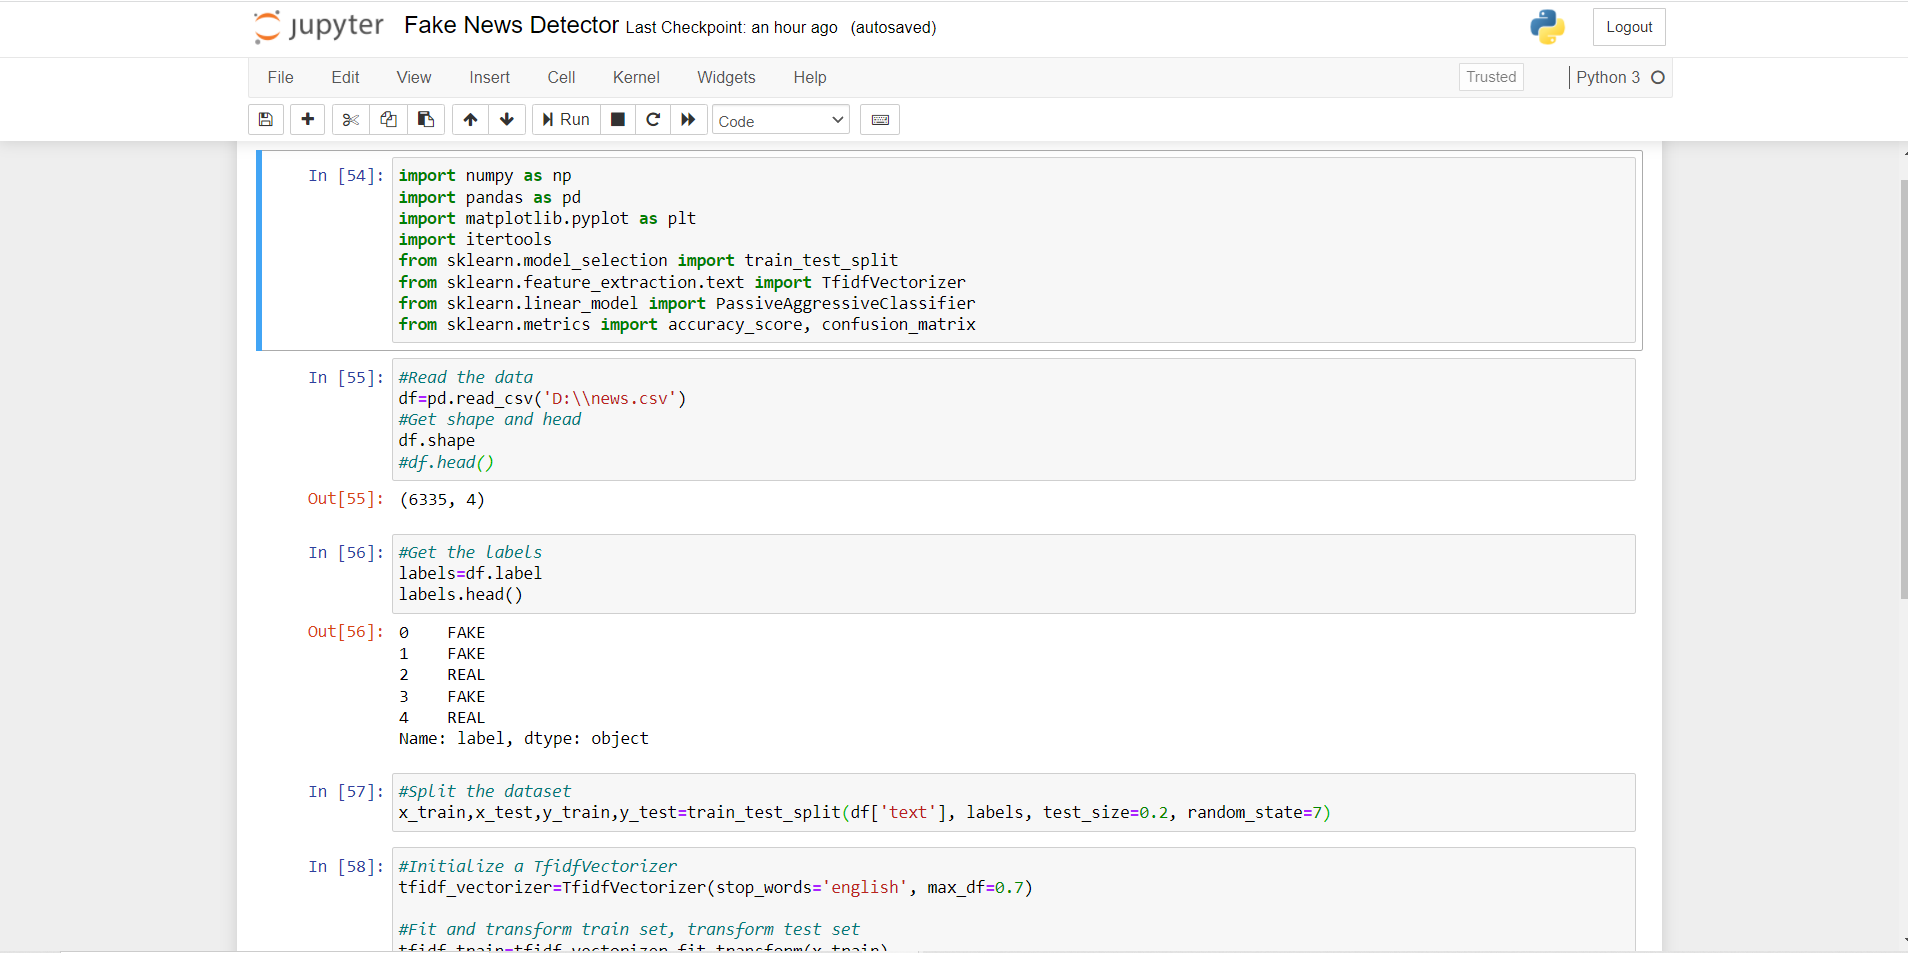 jupyter Fake News Detector Last Checkpoint: an hour ago (autosaved)
Logout
File Edit View Insert Cell Kernel Widgets Help
Trusted
Python 3
Run
Code
In [54]: import numpy as np
import pandas as pd
import matplotlib.pyplot as plt
import itertools
from sklearn.model_selection import train_test_split
from sklearn.feature_extraction.text import TfidfVectorizer
from sklearn.linear_model import PassiveAggressiveClassifier
from sklearn.metrics import accuracy_score, confusion_matrix
In [55]: #Read the data
df=pd.read_csv('D:\\news.csv')
#Get shape and head
df.shape
#df.head()
Out[55]: (6335, 4)
In [56]: #Get the labels
labels=df.label
labels.head()
Out[56]: 0 FAKE
1 FAKE
2 REAL
3 FAKE
4 REAL
Name: label, dtype: object
In [57]: #Split the dataset
x_train,x_test,y_train,y_test=train_test_split(df['text'], labels, test_size=0.2, random_state=7)
In [58]: #Initialize a TfidfVectorizer
tfidf_vectorizer=TfidfVectorizer(stop_words='english', max_df=0.7)
#Fit and transform train set, transform test set
tfidf_train=tfidf_vectorizer.fit_transform(x_train)